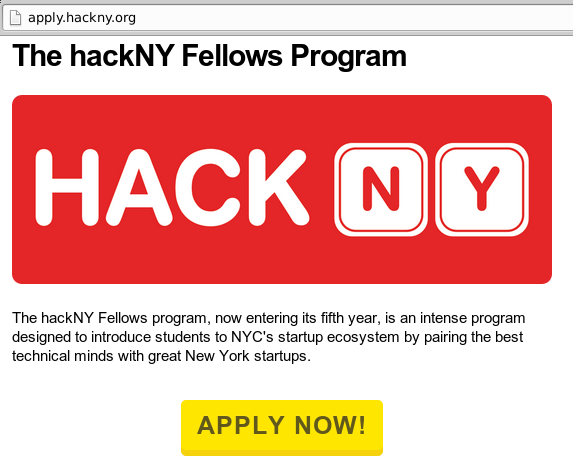 apply.hackny.org
The hackNY Fellows Program
HACK N Y
The hackNY Fellows program, now entering its fifth year, is an intense program
designed to introduce students to NYC's startup ecosystem by pairing the best
technical minds with great New York startups.
APPLY NOW!